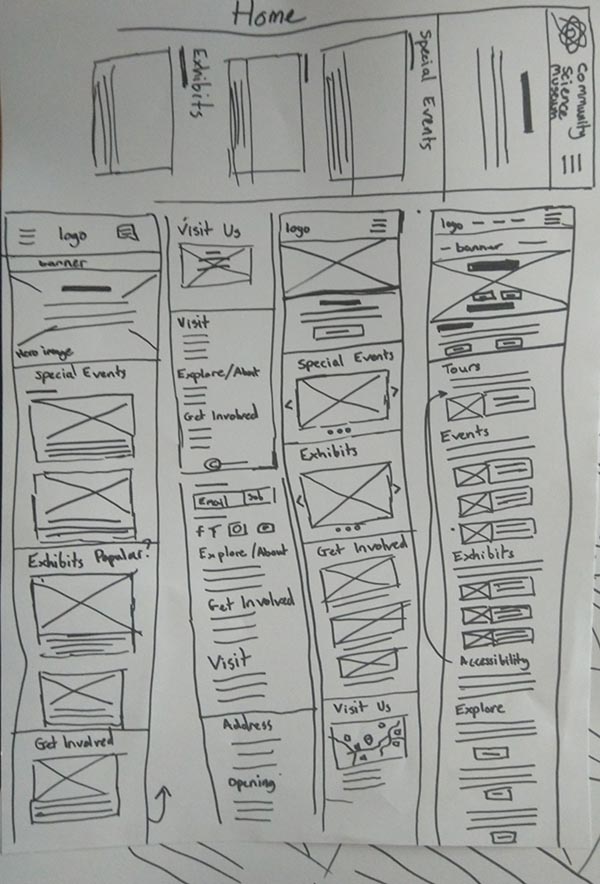 Home
Community
Science
Museum
Special Events
Exhibits
logo
banner
Hero image
Special Events
Exhibits Popular?
Get Involved
Visit Us
Visit
Explore/About
Get Involved
Email
Sub
f T
Explore/About
Get Involved
Visit
Address
Opening
logo
Special Events
Exhibits
Get Involved
Visit Us
logo
banner
Tours
Events
Exhibits
Accessibility
Explore